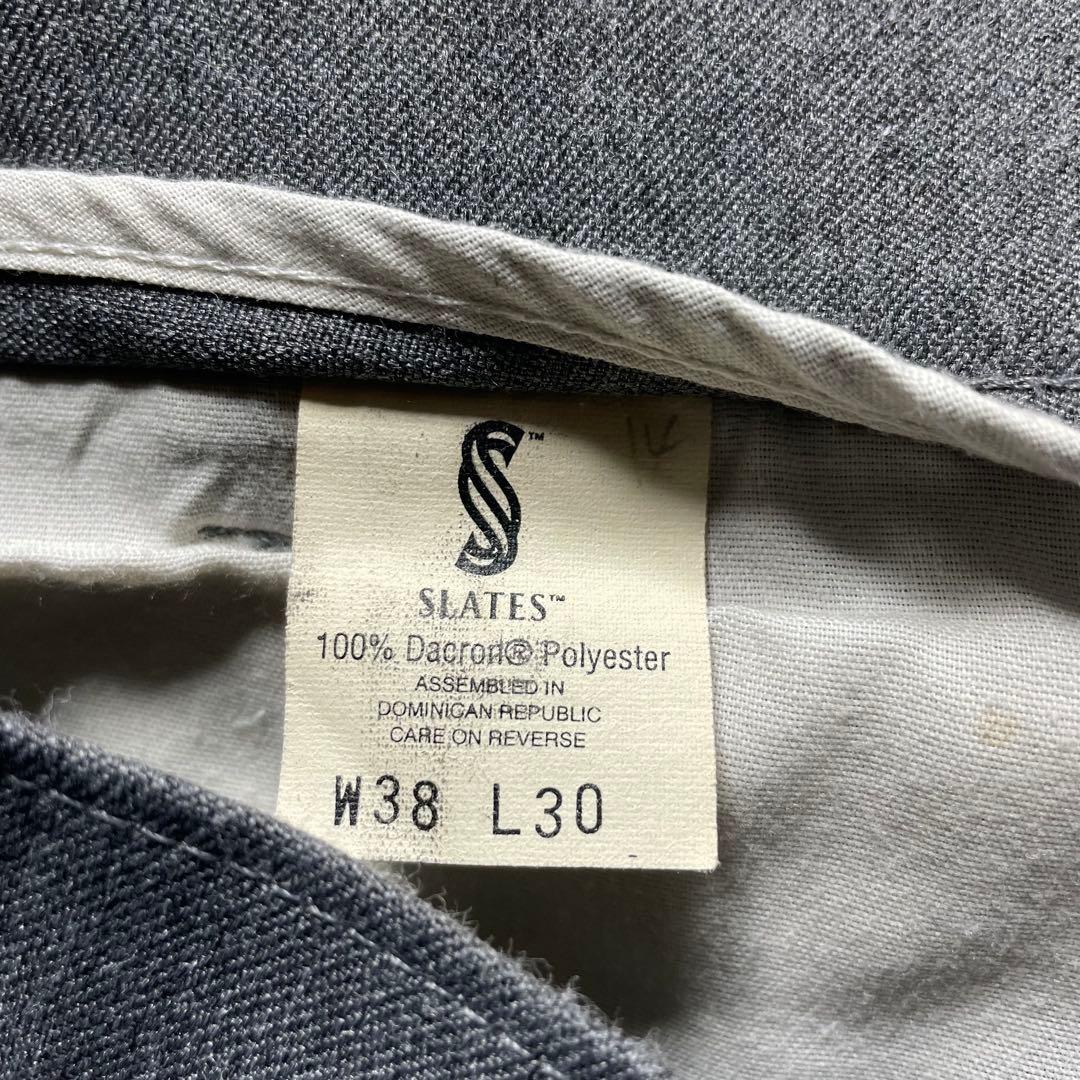 SLATES™
100% Dacron® Polyester
ASSEMBLED IN
DOMINICAN REPUBLIC
CARE ON REVERSE
W38 L30